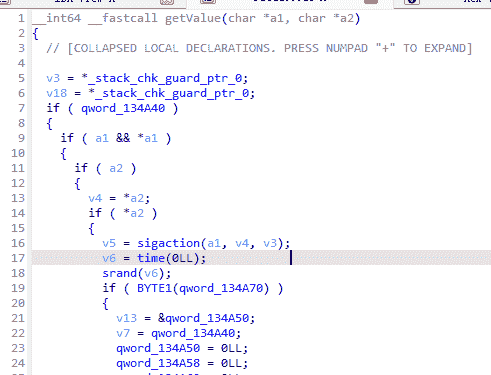 1 __int64 __fastcall getValue(char *a1, char *a2)
2 {
3 // [COLLAPSED LOCAL DECLARATIONS. PRESS NUMPAD "+" TO EXPAND]
4
5 v3 = *_stack_chk_guard_ptr_0;
6 v18 = *_stack_chk_guard_ptr_0;
7 if ( qword_134A40 )
8 {
9 if ( a1 && *a1 )
10 {
11 if ( a2 )
12 {
13 v4 = *a2;
14 if ( *a2 )
15 {
16 v5 = sigaction(a1, v4, v3);
17 v6 = time(0LL);
18 srand(v6);
19 if ( BYTE1(qword_134A70) )
20 {
21 v13 = &qword_134A50;
22 v7 = qword_134A40;
23 qword_134A50 = 0LL;
24 qword_134A58 = 0LL;